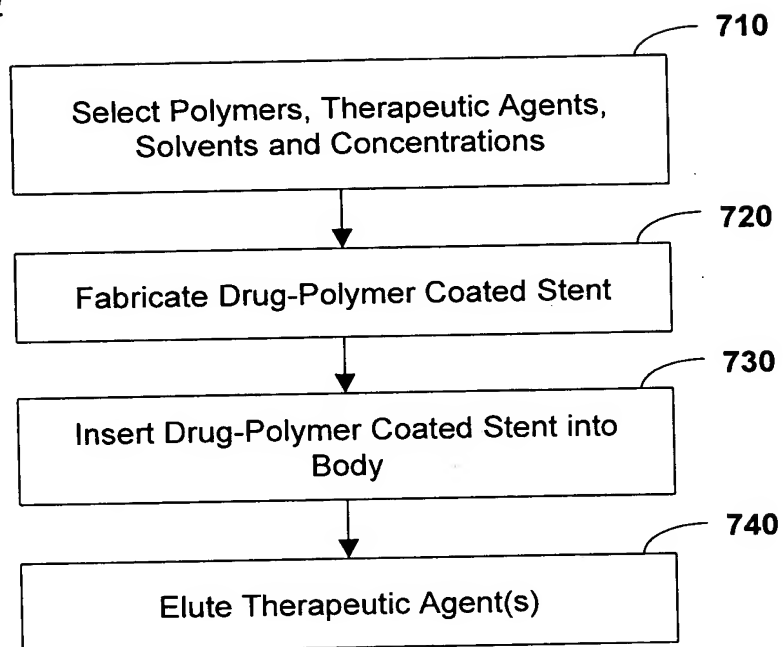 710
Select Polymers, Therapeutic Agents,
Solvents and Concentrations
720
Fabricate Drug-Polymer Coated Stent
730
Insert Drug-Polymer Coated Stent into
Body
740
Elute Therapeutic Agent(s)